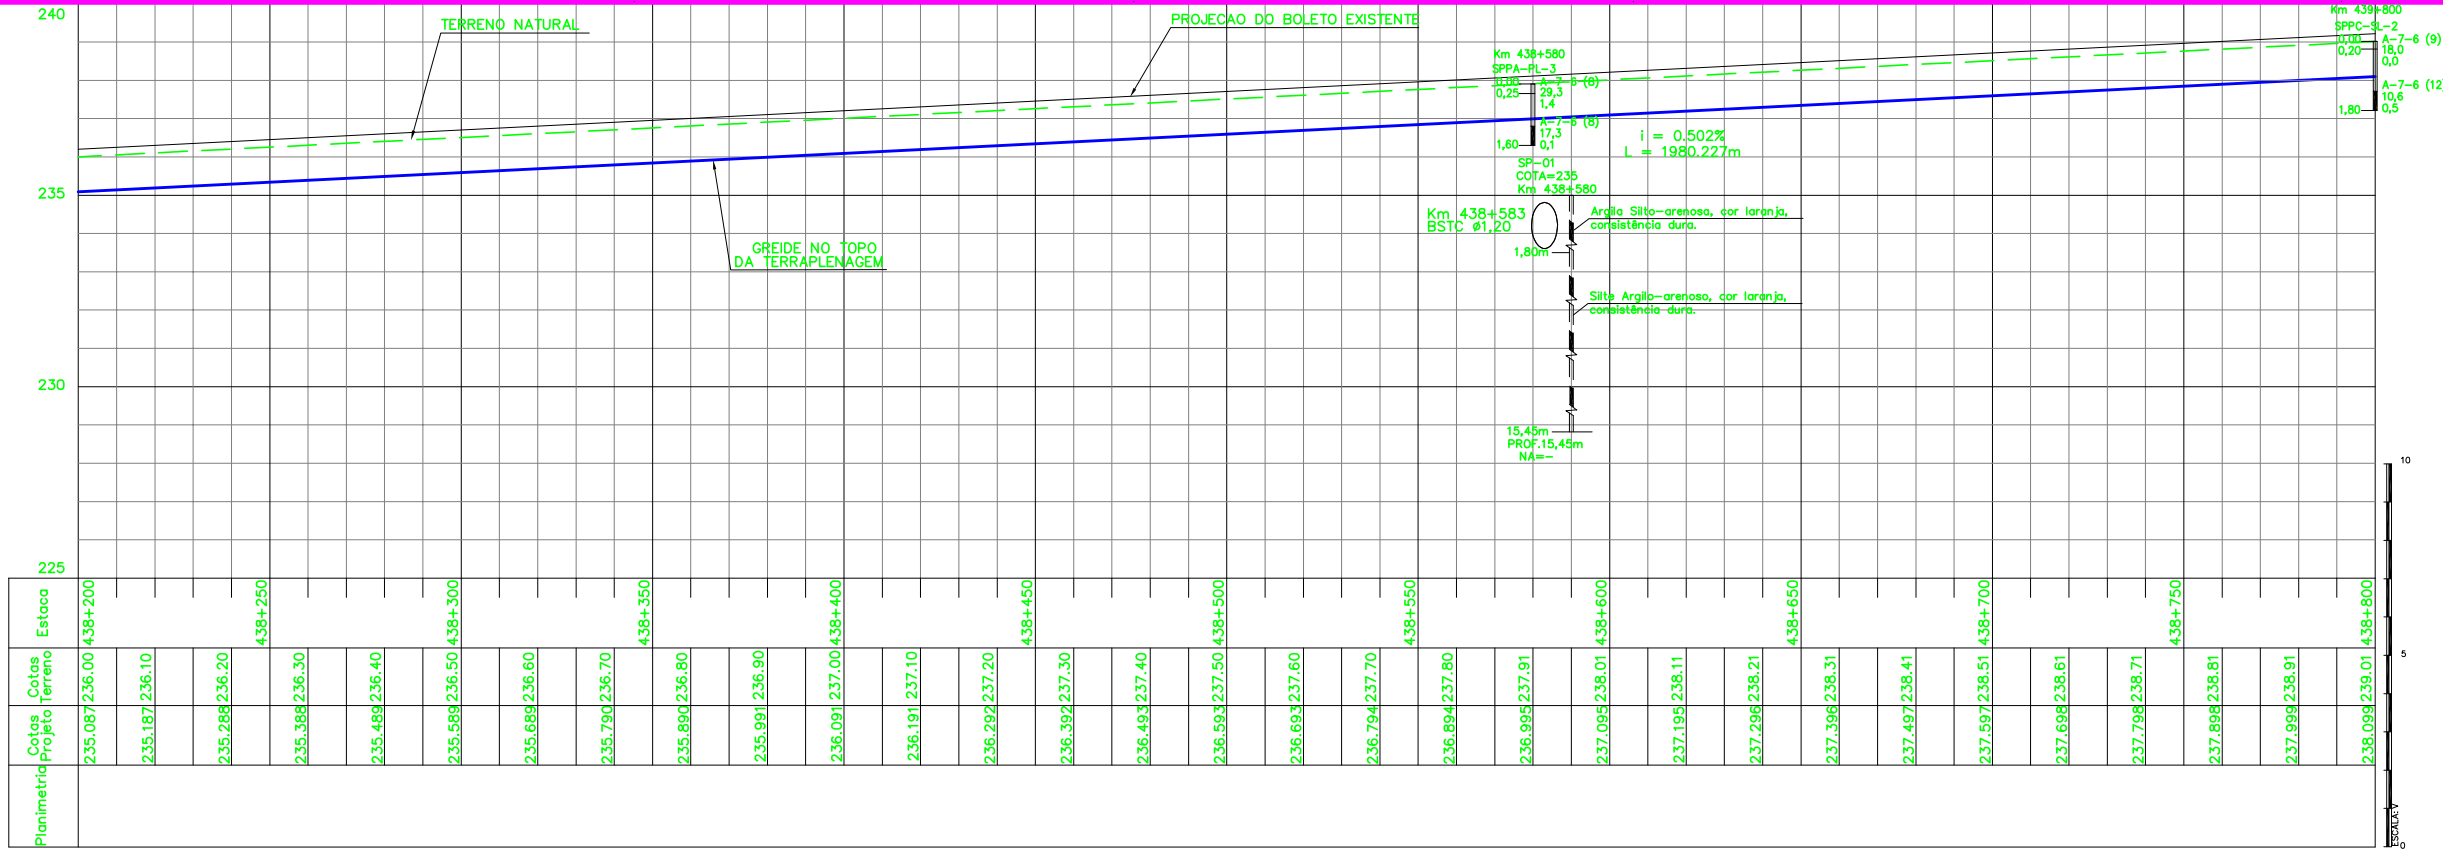 240
TERRENO NATURAL
PROJECAO DO BOLETO EXISTENTE
Km 439+800
SPPC-SL-2
0,00 A-7-6 (9)
0,20 18,0
0,0
A-7-6 (12)
10,6
1,80 0,5
Km 438+580
SPPA-PL-3
0,00 A-7-6 (8)
0,25 29,3
1,4
A-7-6 (8)
17,3
1,60 0,1
i = 0.502%
L = 1980.227m
SP-01
COTA=235
Km 438+580
235
Km 438+583
BSTC ø1,20
Argila Silto-arenosa, cor laranja,
consistência dura.
1,80m
GREIDE NO TOPO
DA TERRAPLENAGEM
Silte Argilo-arenoso, cor laranja,
consistência dura.
230
15,45m
PROF.15,45m
NA=-
225
10
5
0
ESCALA:V
Estaca
438+200 438+250 438+300 438+350 438+400 438+450 438+500 438+550 438+600 438+650 438+700 438+750 438+800
Cotas
Terreno
236.00 236.10 236.20 236.30 236.40 236.50 236.60 236.70 236.80 236.90 237.00 237.10 237.20 237.30 237.40 237.50 237.60 237.70 237.80 237.91 238.01 238.11 238.21 238.31 238.41 238.51 238.61 238.71 238.81 238.91 239.01
Cotas
Projeto
235.087 235.187 235.288 235.388 235.489 235.589 235.689 235.790 235.890 235.991 236.091 236.191 236.292 236.392 236.493 236.593 236.693 236.794 236.894 236.995 237.095 237.195 237.296 237.396 237.497 237.597 237.698 237.798 237.898 237.999 238.099
Planimetria